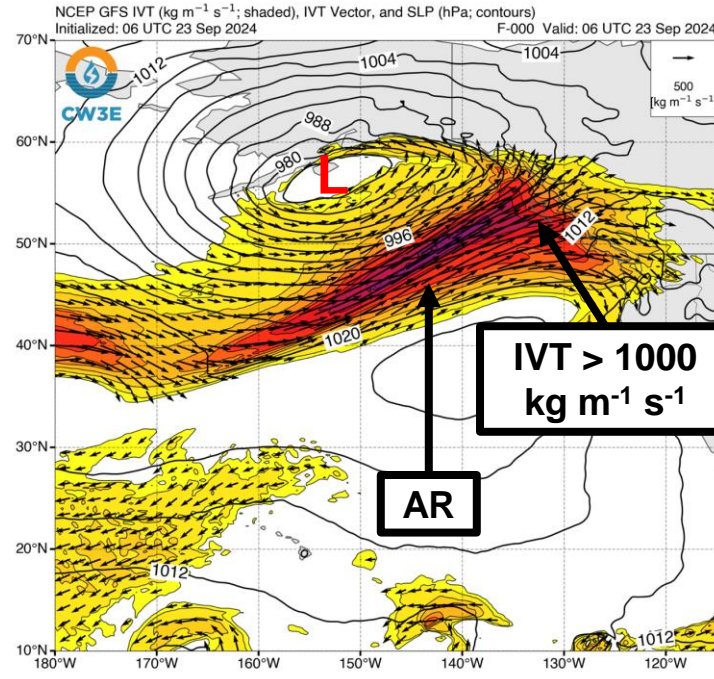 NCEP GFS IVT (kg m⁻¹ s⁻¹; shaded), IVT Vector, and SLP (hPa; contours)
Initialized: 06 UTC 23 Sep 2024 F-000 Valid: 06 UTC 23 Sep 2024
70°N
1012
1004
1004
CW3E
500
[kg m⁻¹ s⁻¹]
988
60°N
980
L
1012
996
50°N
40°N
1020
IVT > 1000
kg m⁻¹ s⁻¹
30°N
AR
20°N
1012
1012
10°N
180°W 170°W 160°W 150°W 140°W 130°W 120°W